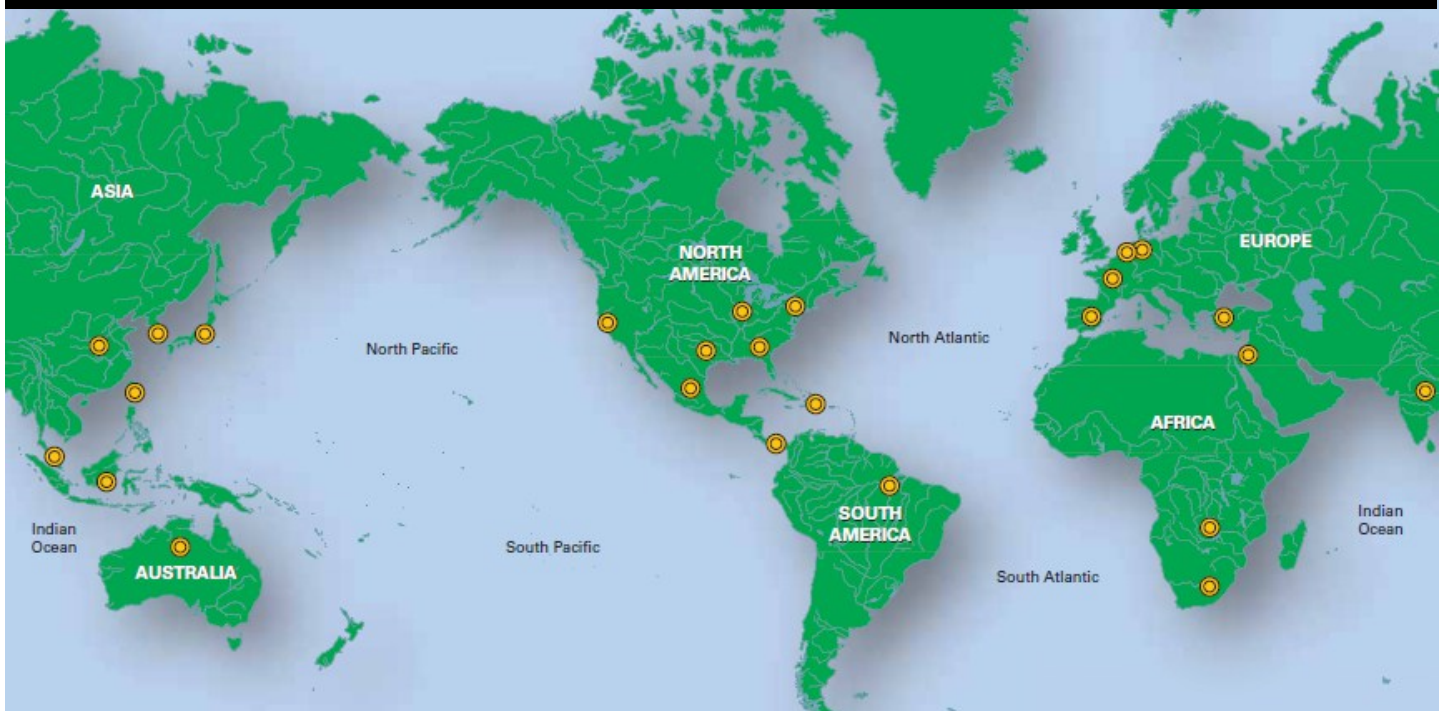 ASIA
NORTH
AMERICA
EUROPE
North Pacific
North Atlantic
AFRICA
Indian
Ocean
SOUTH
AMERICA
Indian
Ocean
South Pacific
AUSTRALIA
South Atlantic